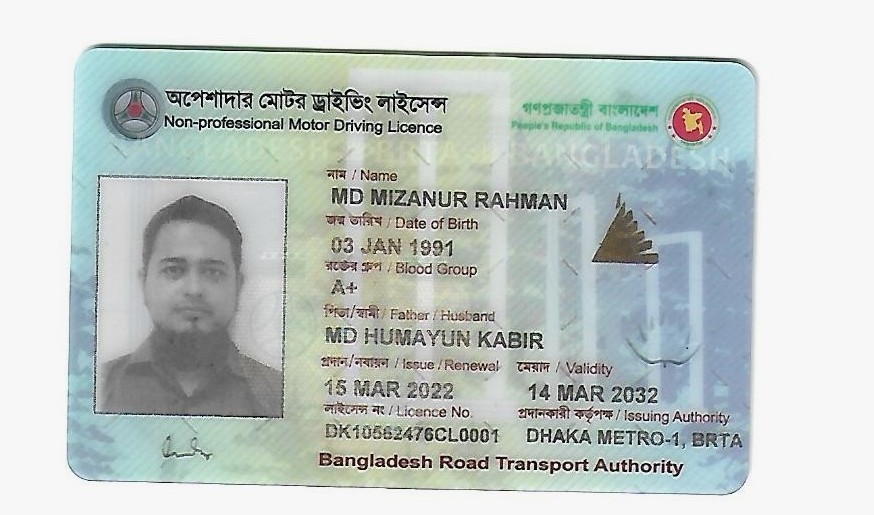 অপেশাদার মোটর ড্রাইভিং লাইসেন্স
Non-professional Motor Driving Licence
গণপ্রজাতন্ত্রী বাংলাদেশ
People's Republic of Bangladesh
BANGLADESH
নাম / Name
MD MIZANUR RAHMAN
জন্ম তারিখ / Date of Birth
03 JAN 1991
রক্তের গ্রুপ / Blood Group
A+
পিতা/স্বামী / Father / Husband
MD HUMAYUN KABIR
প্রদান/নবায়ন / Issue/Renewal মেয়াদ / Validity
15 MAR 2022 14 MAR 2032
লাইসেন্স নং / Licence No. প্রদানকারী কর্তৃপক্ষ / Issuing Authority
DK10562476CL0001 DHAKA METRO-1, BRTA
Bangladesh Road Transport Authority